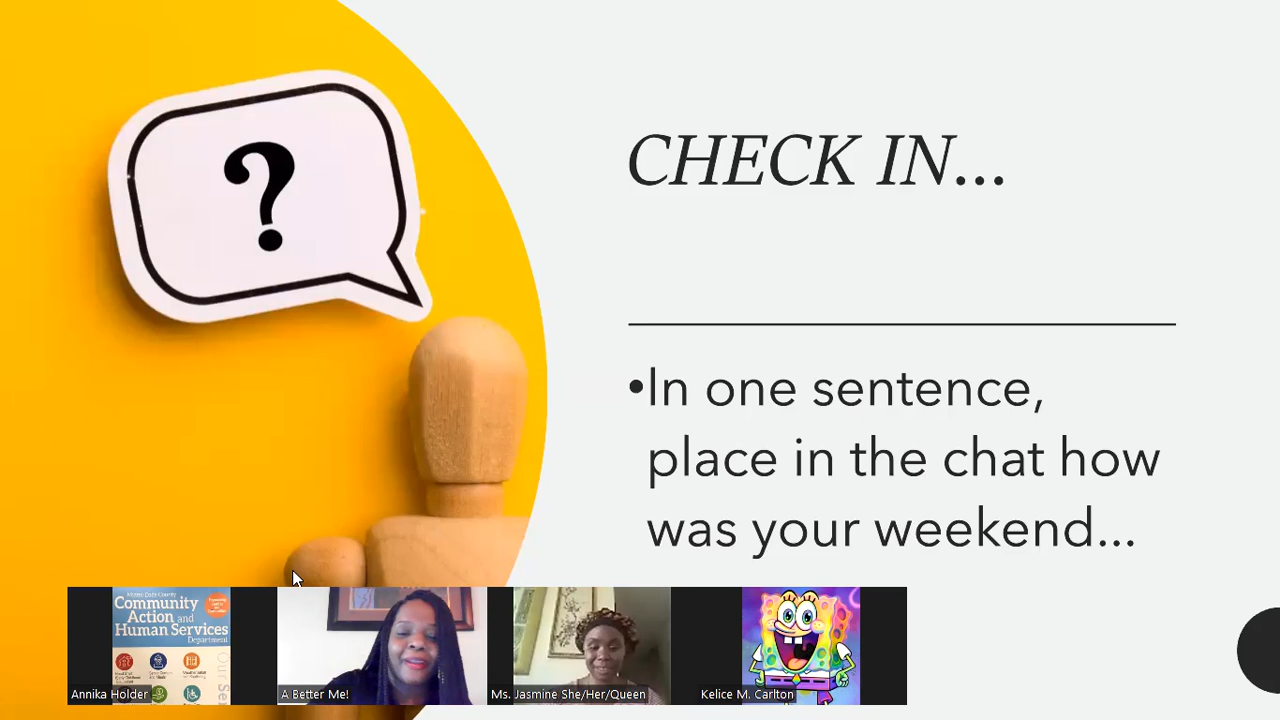 ?
CHECK IN...
•In one sentence,
place in the chat how
was your weekend...
Community
Action and
Human Services
Department
Annika Holder
A Better Me!
Ms. Jasmine She/Her/Queen
Kelice M. Carlton